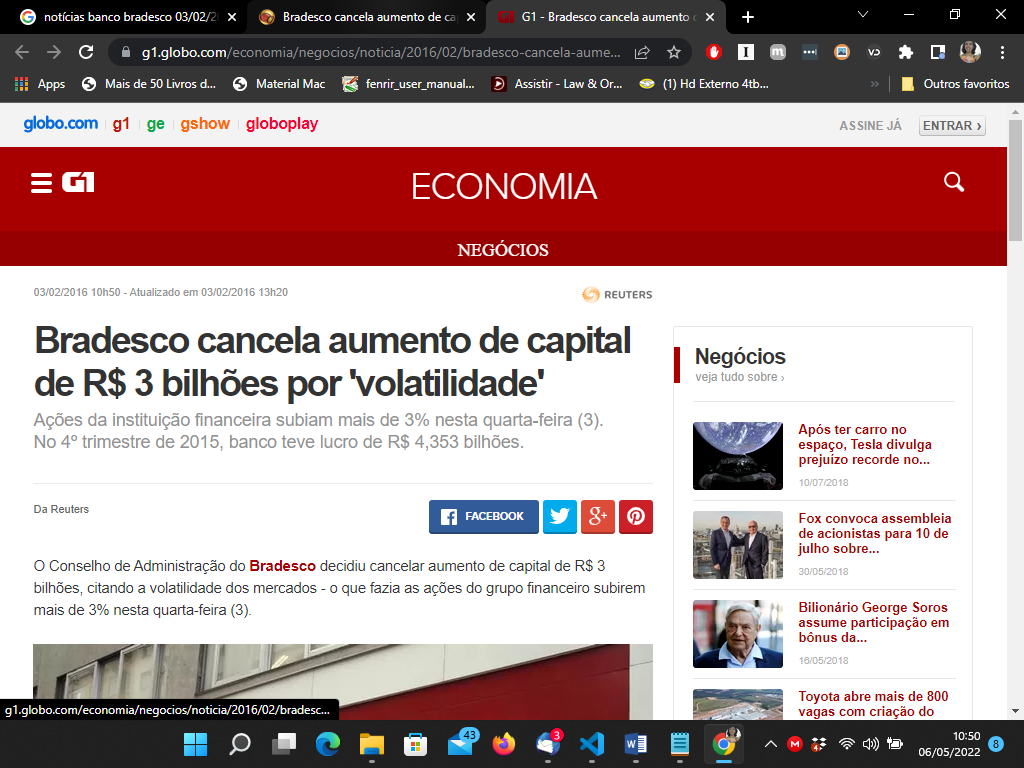 notícias banco bradesco 03/02/2
Bradesco cancela aumento de ca
G1 - Bradesco cancela aumento
g1.globo.com/economia/negocios/noticia/2016/02/bradesco-cancela-aume...
Apps
Mais de 50 Livros d...
Material Mac
fenrir_user_manual...
Assistir - Law & Or...
(1) Hd Externo 4tb...
»
Outros favoritos
globo.com
g1
ge
gshow
globoplay
ASSINE JÁ
ENTRAR ›
G1
ECONOMIA
NEGÓCIOS
03/02/2016 10h50 - Atualizado em 03/02/2016 13h20
REUTERS
Bradesco cancela aumento de capital
de R$ 3 bilhões por 'volatilidade'
Ações da instituição financeira subiam mais de 3% nesta quarta-feira (3).
No 4º trimestre de 2015, banco teve lucro de R$ 4,353 bilhões.
Da Reuters
FACEBOOK
O Conselho de Administração do Bradesco decidiu cancelar aumento de capital de R$ 3
bilhões, citando a volatilidade dos mercados - o que fazia as ações do grupo financeiro subirem
mais de 3% nesta quarta-feira (3).
Negócios
veja tudo sobre ›
Após ter carro no
espaço, Tesla divulga
prejuízo recorde no...
10/07/2018
Fox convoca assembleia
de acionistas para 10 de
julho sobre...
30/05/2018
Bilionário George Soros
assume participação em
bônus da...
16/05/2018
Toyota abre mais de 800
vagas com criação do
g1.globo.com/economia/negocios/noticia/2016/02/bradesc...
43
3
10:50
06/05/2022
8